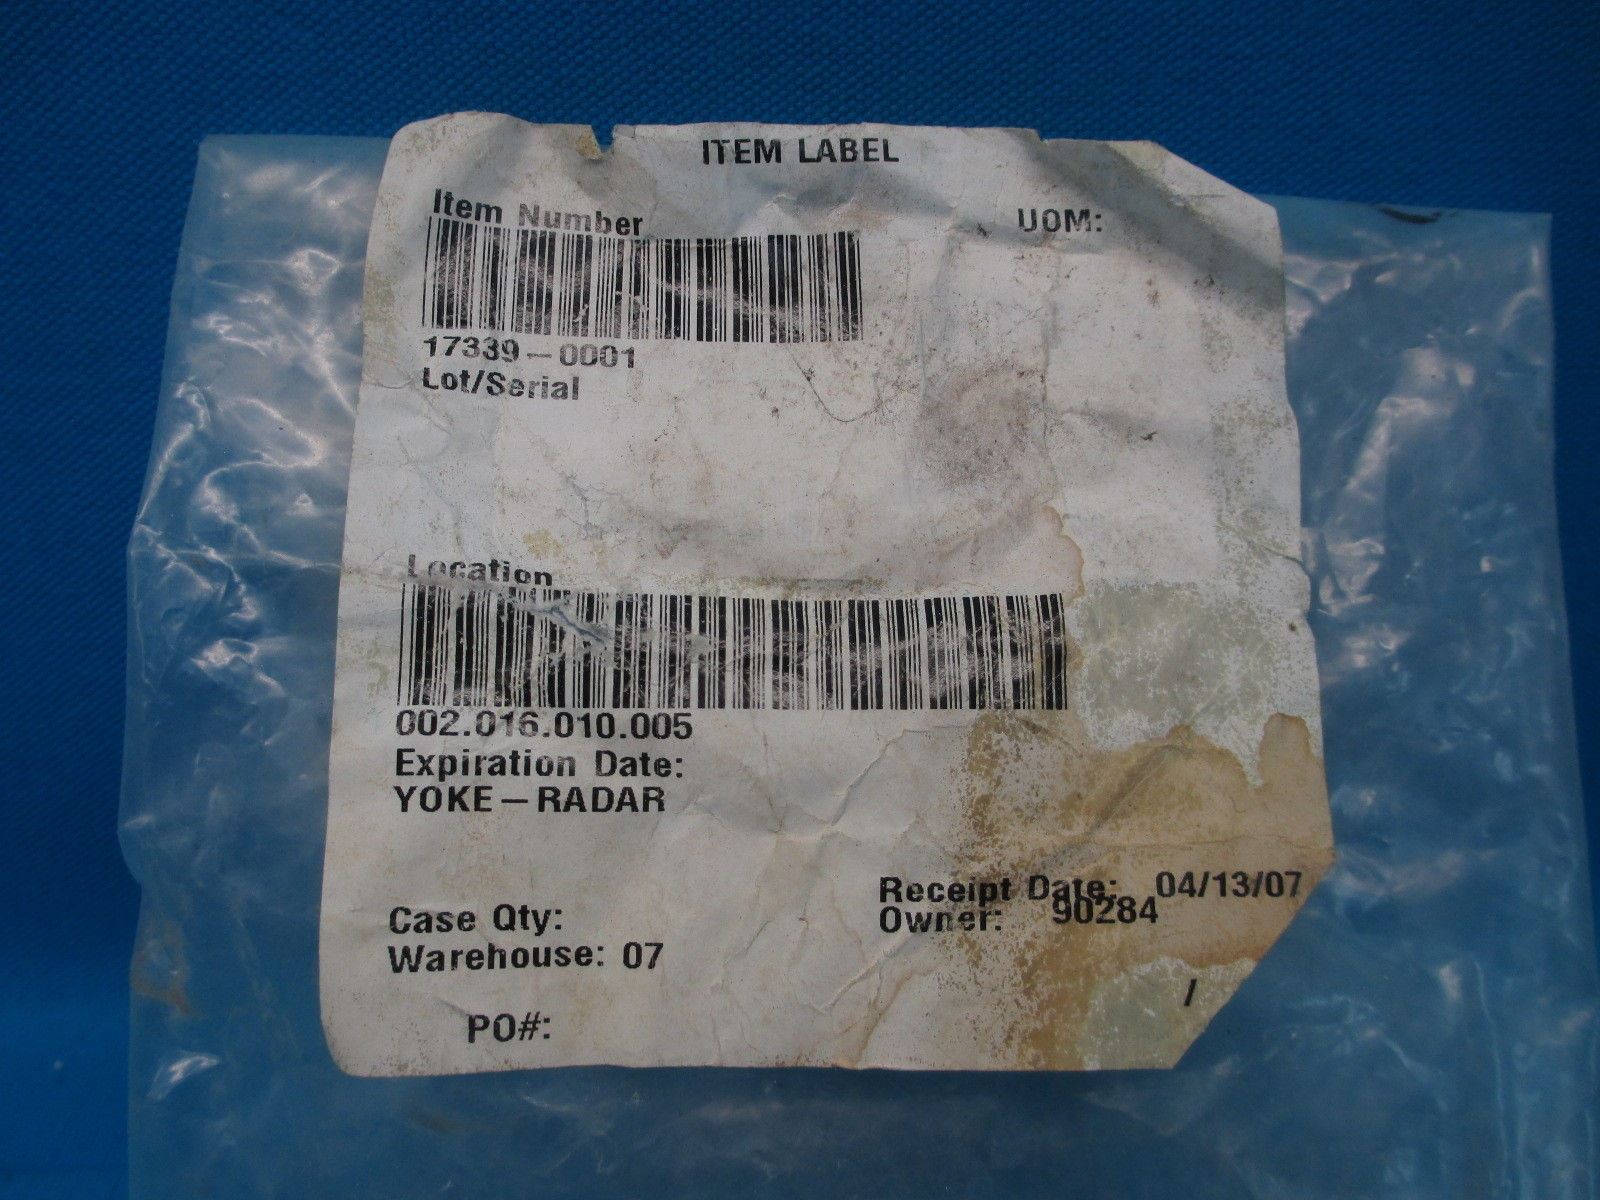 ITEM LABEL
Item Number UOM:
17339-0001
Lot/Serial
Location
002.016.010.005
Expiration Date:
YOKE-RADAR
Receipt Date: 04/13/07
Case Qty: Owner: 90284
Warehouse: 07
/
PO#: